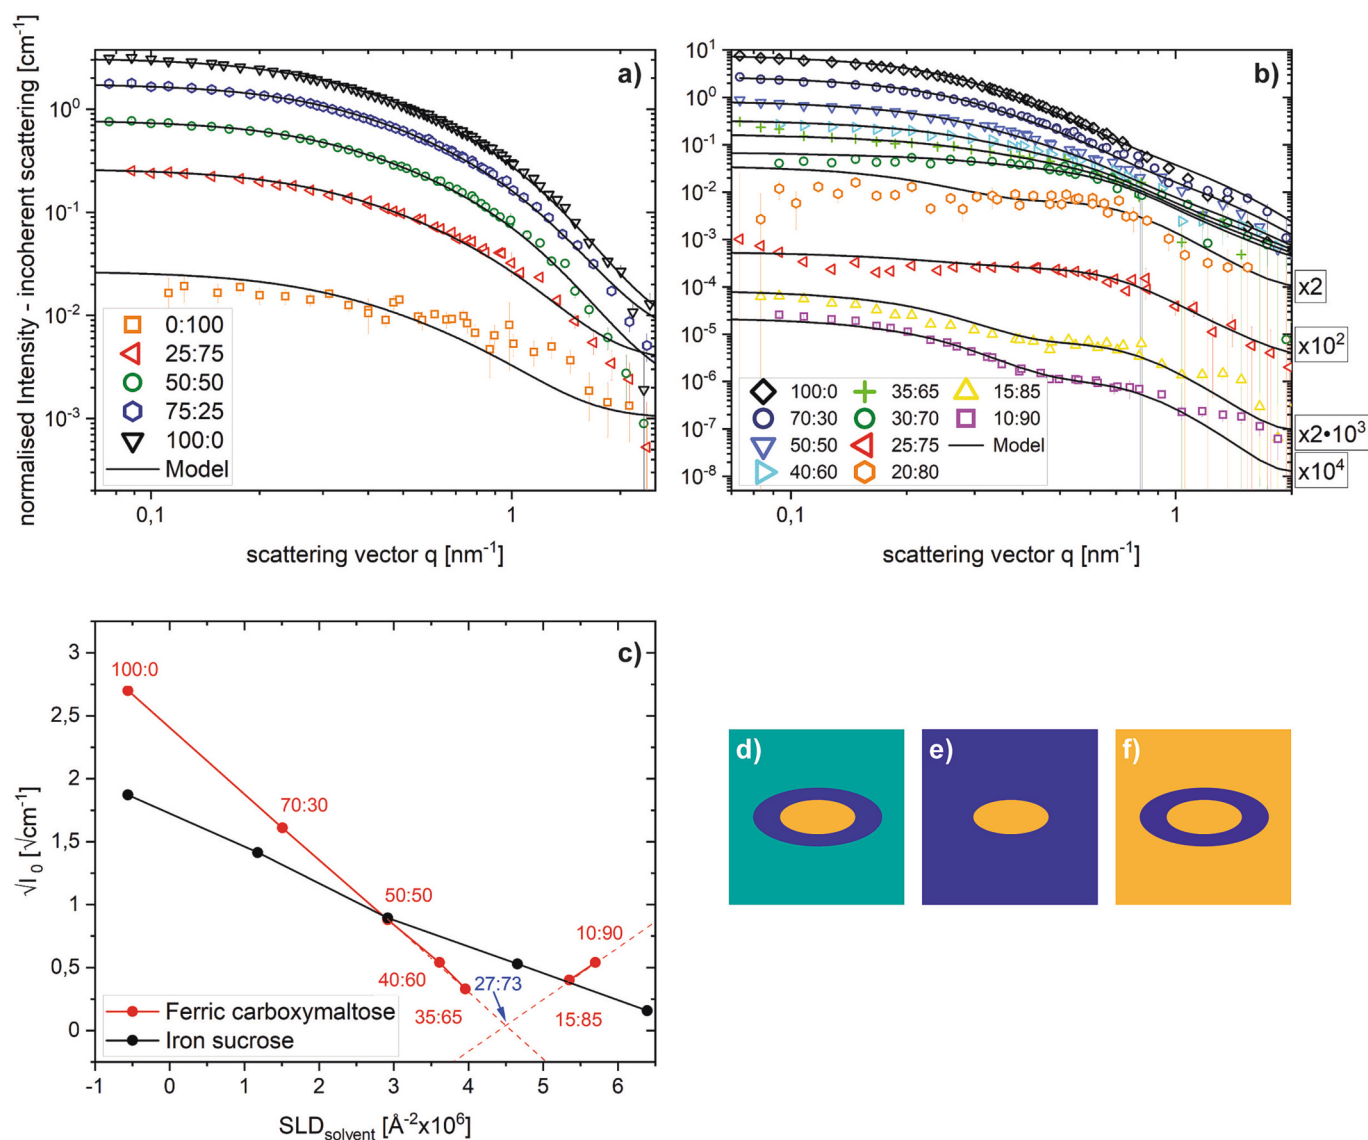 normalised Intensity - incoherent scattering [cm⁻¹]
a)
10⁰
10⁻¹
10⁻²
10⁻³
0:100
25:75
50:50
75:25
100:0
Model
0,1
1
scattering vector q [nm⁻¹]
b)
10¹
10⁰
10⁻¹
10⁻²
10⁻³
10⁻⁴
10⁻⁵
10⁻⁶
10⁻⁷
10⁻⁸
x2
x10²
x2•10³
x10⁴
100:0 35:65 15:85
70:30 30:70 10:90
50:50 25:75 Model
40:60 20:80
0,1
1
scattering vector q [nm⁻¹]
c)
√I₀ [√cm⁻¹]
3
2,5
2
1,5
1
0,5
0
100:0
70:30
50:50
40:60
35:65
27:73
10:90
15:85
Ferric carboxymaltose
Iron sucrose
-1 0 1 2 3 4 5 6
SLDsolvent [Å⁻²x10⁶]
d)
e)
f)